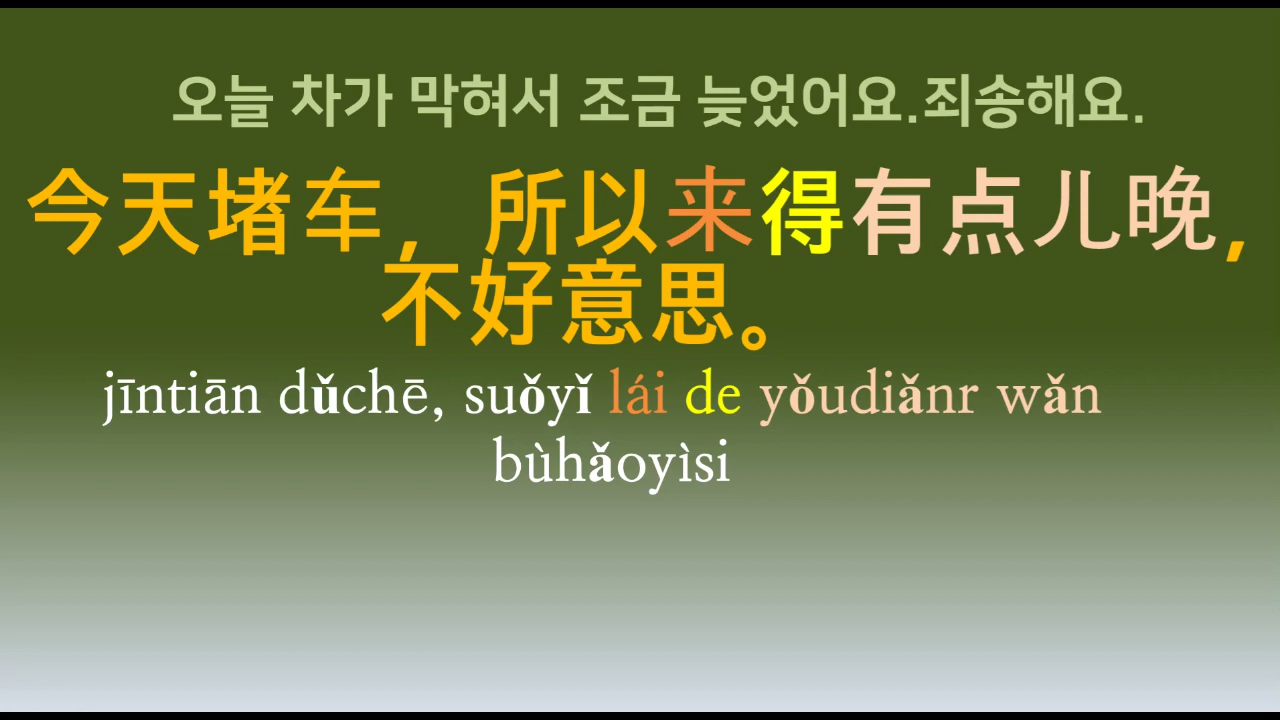 오늘 차가 막혀서 조금 늦었어요.죄송해요.
今天堵车，所以来得有点儿晚，
不好意思。
jīntiān dǔchē, suǒyǐ lái de yǒudiǎnr wǎn
bùhǎoyìsi